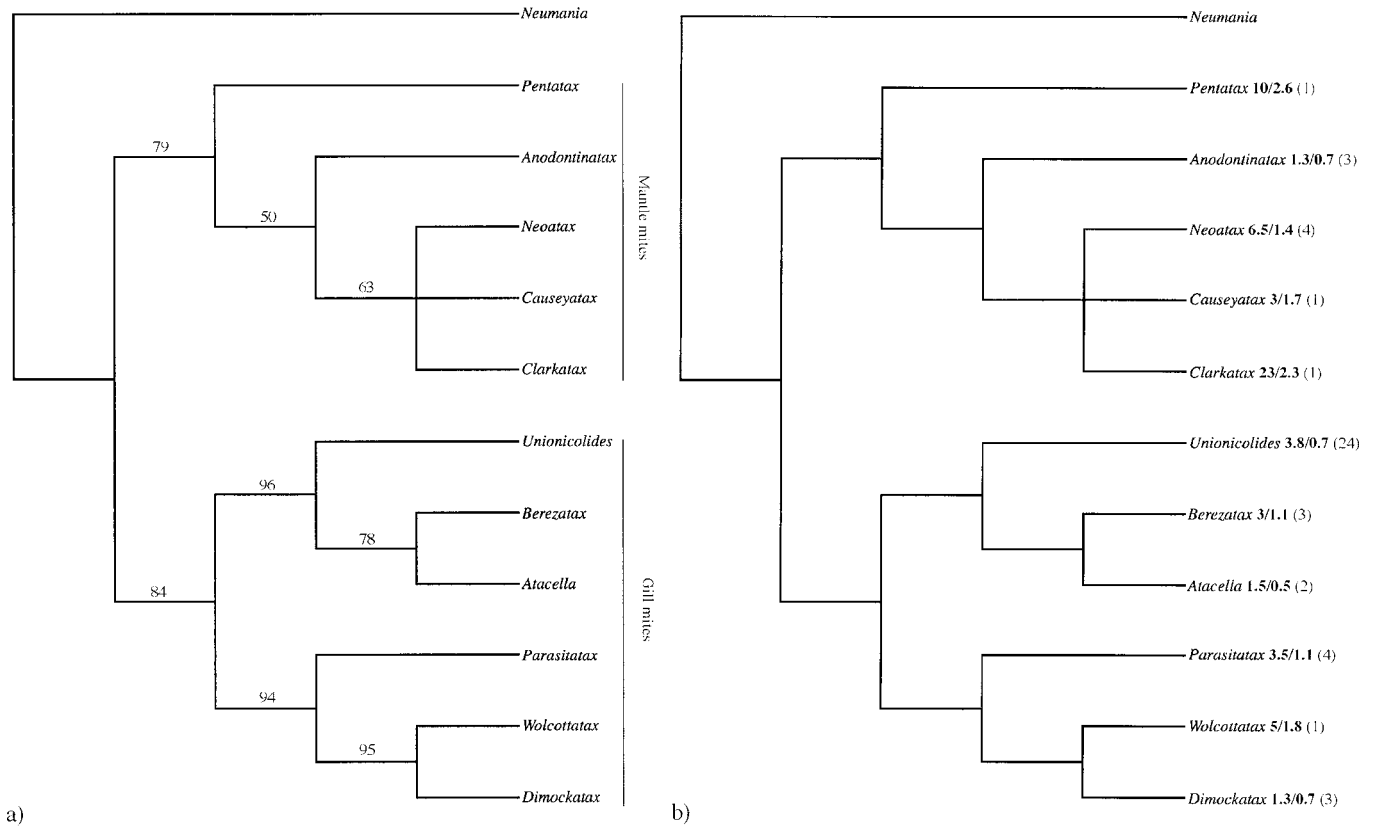 Neumania
Pentatax
79
Anodontinatax
50
Neoatax
63
Causeyatax
Clarkatax
Mantle mites
Unionicolides
96
Berezatax
78
Atacella
84
Gill mites
Parasitatax
94
Wolcottatax
95
Dimockatax
a)
Neumania
Pentatax 10/2.6 (1)
Anodontinatax 1.3/0.7 (3)
Neoatax 6.5/1.4 (4)
Causeyatax 3/1.7 (1)
Clarkatax 23/2.3 (1)
Unionicolides 3.8/0.7 (24)
Berezatax 3/1.1 (3)
Atacella 1.5/0.5 (2)
Parasitatax 3.5/1.1 (4)
Wolcottatax 5/1.8 (1)
Dimockatax 1.3/0.7 (3)
b)